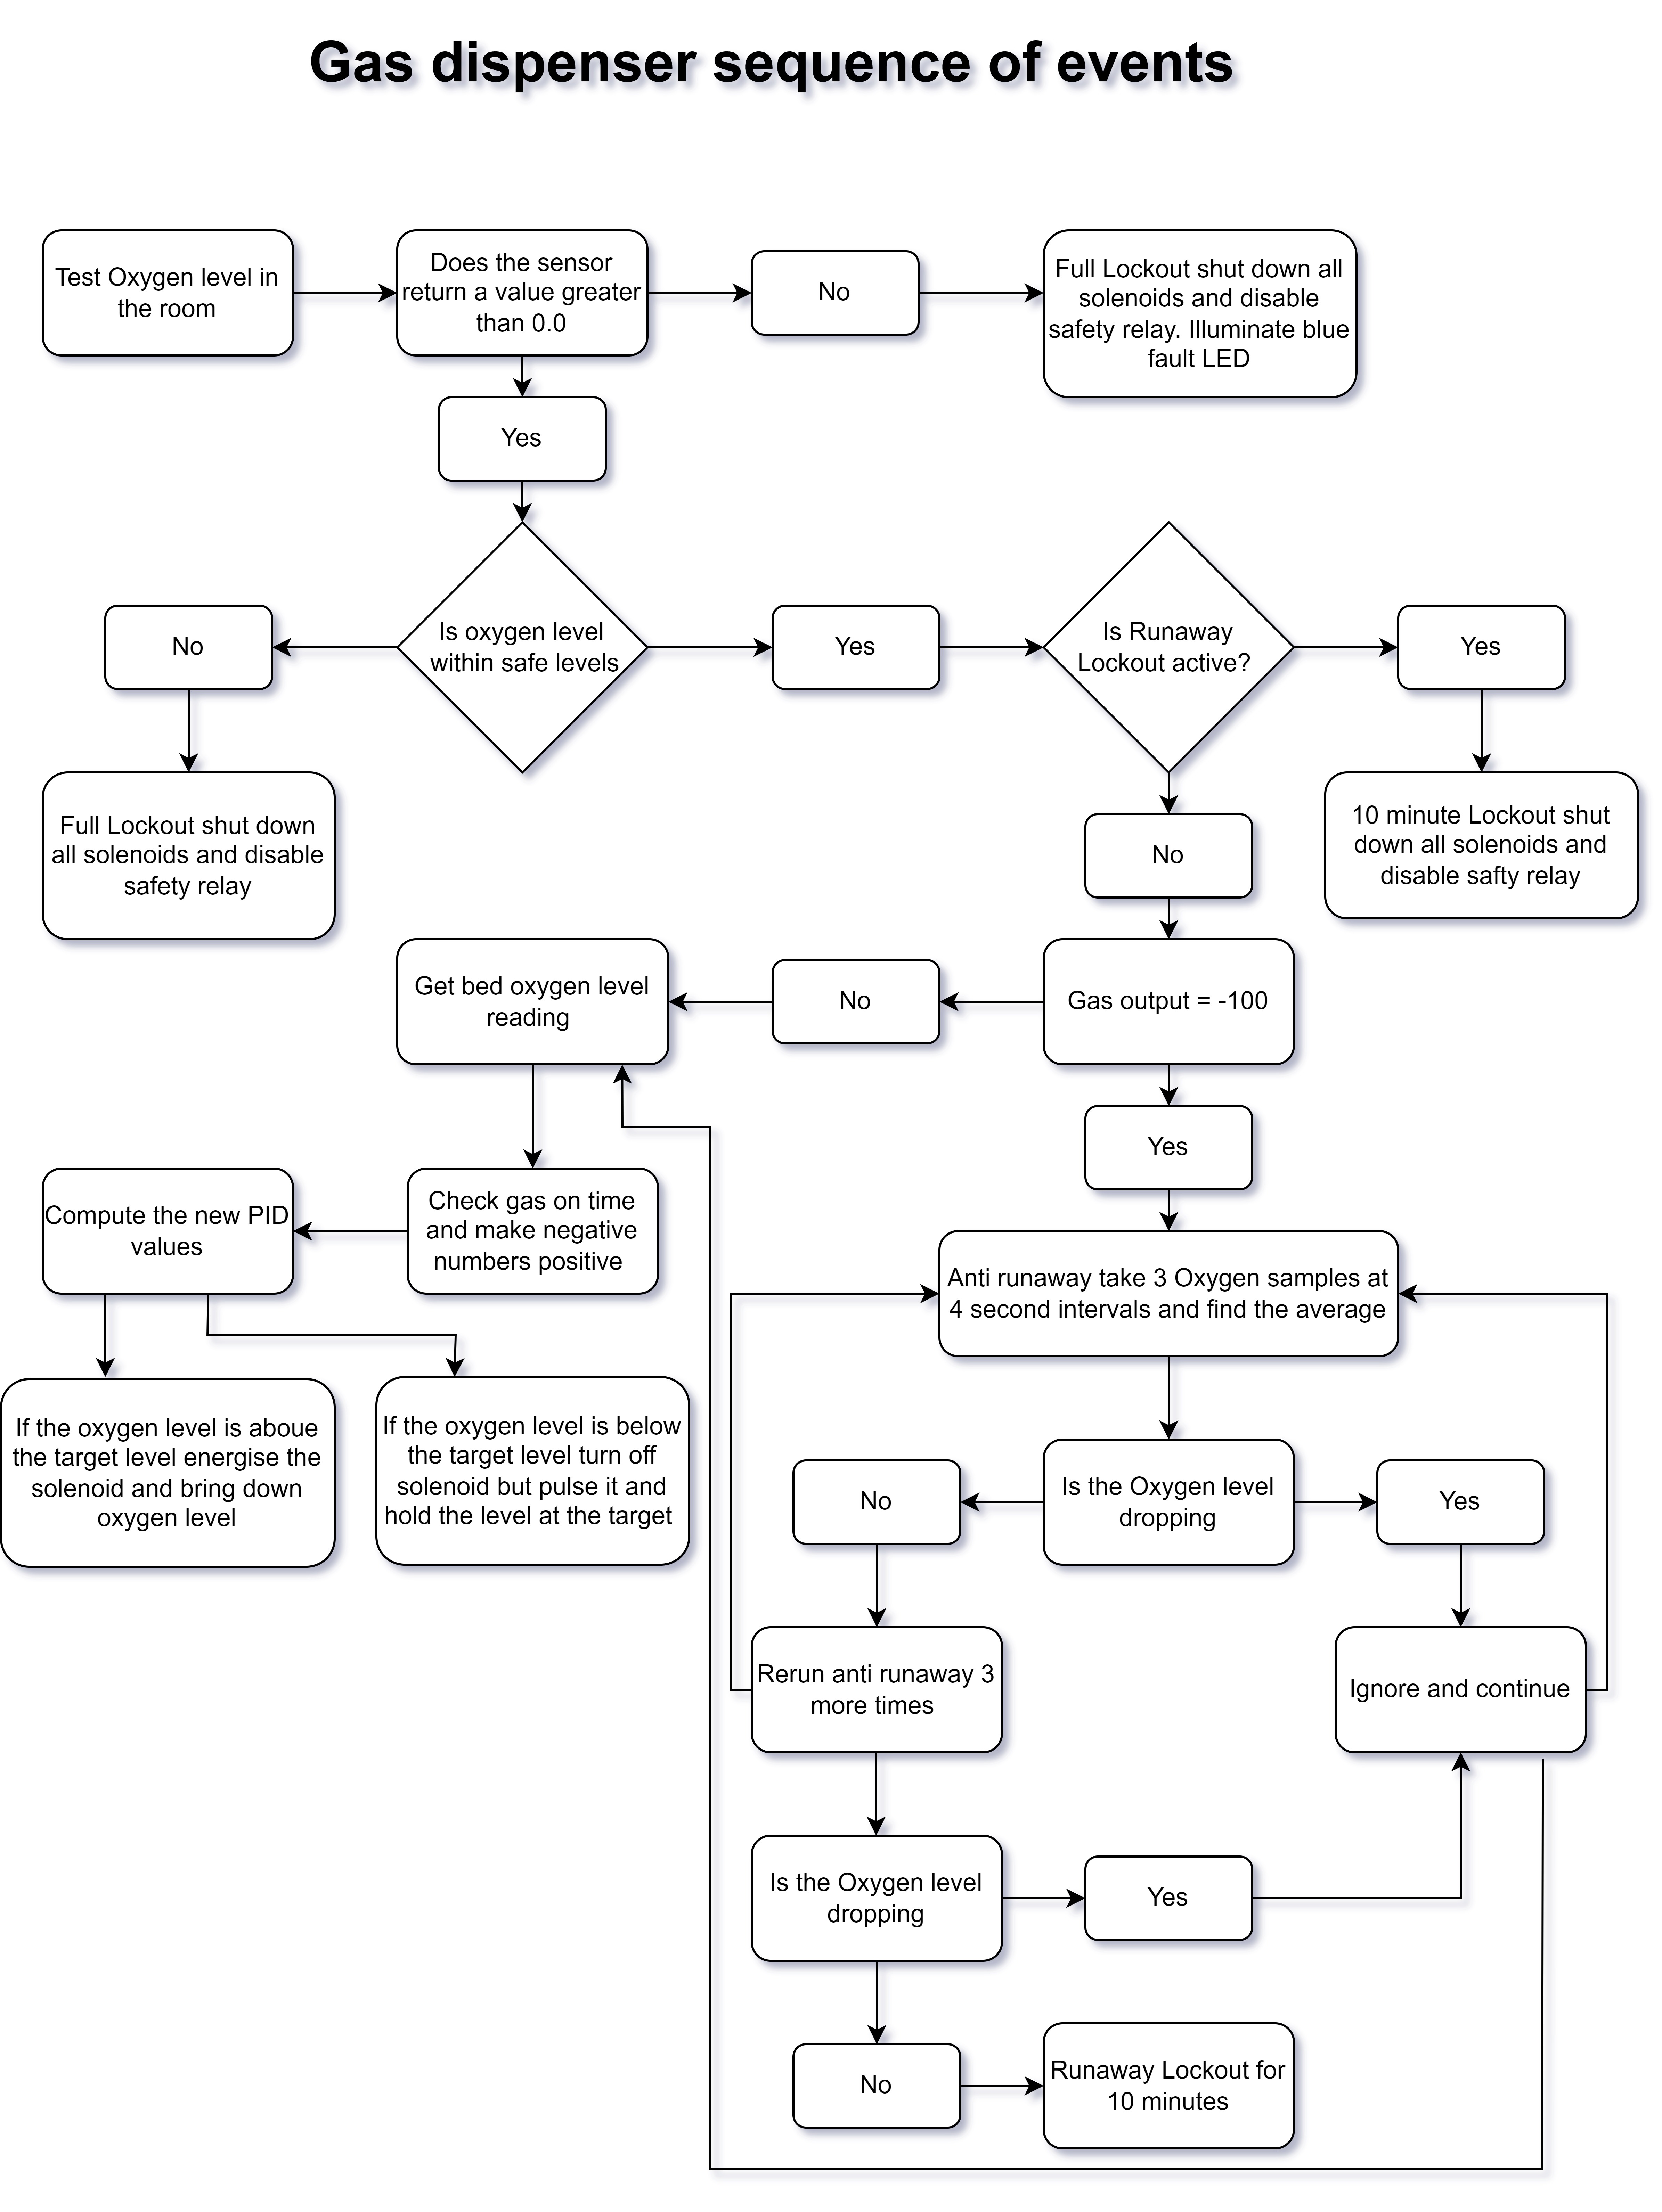 Gas dispenser sequence of events
Test Oxygen level in
the room
Does the sensor
return a value greater
than 0.0
No
Full Lockout shut down all
solenoids and disable
safety relay. Illuminate blue
fault LED
Yes
No
Is oxygen level
within safe levels
Yes
Is Runaway
Lockout active?
Yes
Full Lockout shut down
all solenoids and disable
safety relay
No
10 minute Lockout shut
down all solenoids and
disable safty relay
Get bed oxygen level
reading
No
Gas output = -100
Yes
Compute the new PID
values
Check gas on time
and make negative
numbers positive
Anti runaway take 3 Oxygen samples at
4 second intervals and find the average
If the oxygen level is aboue
the target level energise the
solenoid and bring down
oxygen level
If the oxygen level is below
the target level turn off
solenoid but pulse it and
hold the level at the target
No
Is the Oxygen level
dropping
Yes
Rerun anti runaway 3
more times
Ignore and continue
Is the Oxygen level
dropping
Yes
No
Runaway Lockout for
10 minutes